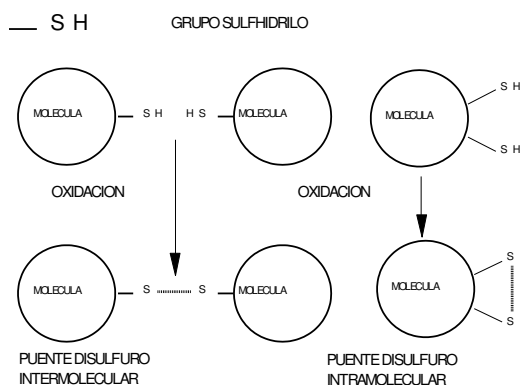 — S H GRUPO SULFHIDRILO
MOLECULA S H H S MOLECULA
MOLECULA
S H
S H
OXIDACION OXIDACION
MOLECULA S S MOLECULA
MOLECULA
S
S
PUENTE DISULFURO
INTERMOLECULAR
PUENTE DISULFURO
INTRAMOLECULAR